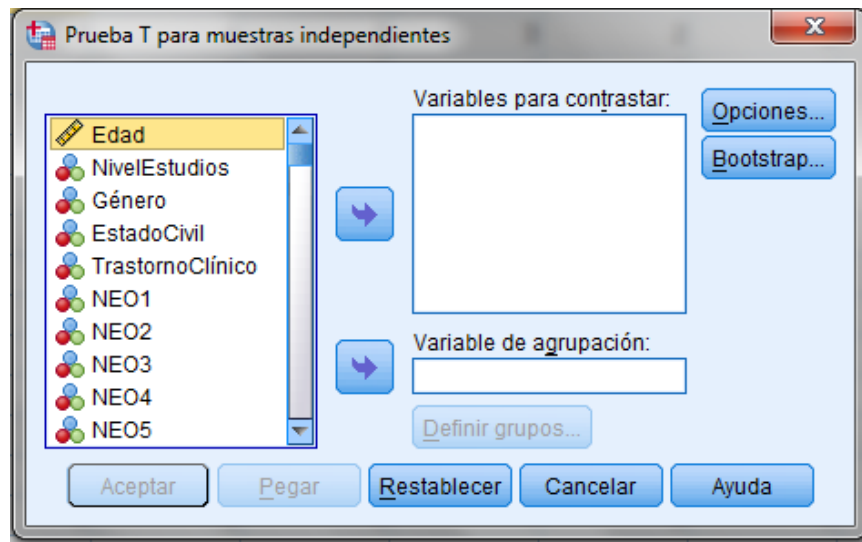 Prueba T para muestras independientes
Edad
NivelEstudios
Género
EstadoCivil
TrastornoClínico
NEO1
NEO2
NEO3
NEO4
NEO5
Variables para contrastar:
Variable de agrupación:
Definir grupos...
Opciones...
Bootstrap...
Aceptar
Pegar
Restablecer
Cancelar
Ayuda